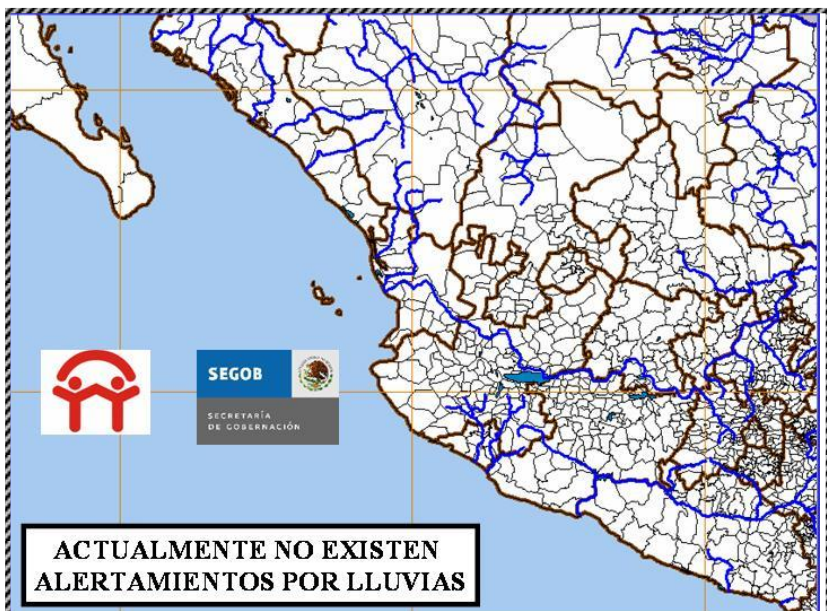 SEGOB
SECRETARÍA
DE GOBERNACIÓN
ACTUALMENTE NO EXISTEN
ALERTAMIENTOS POR LLUVIAS